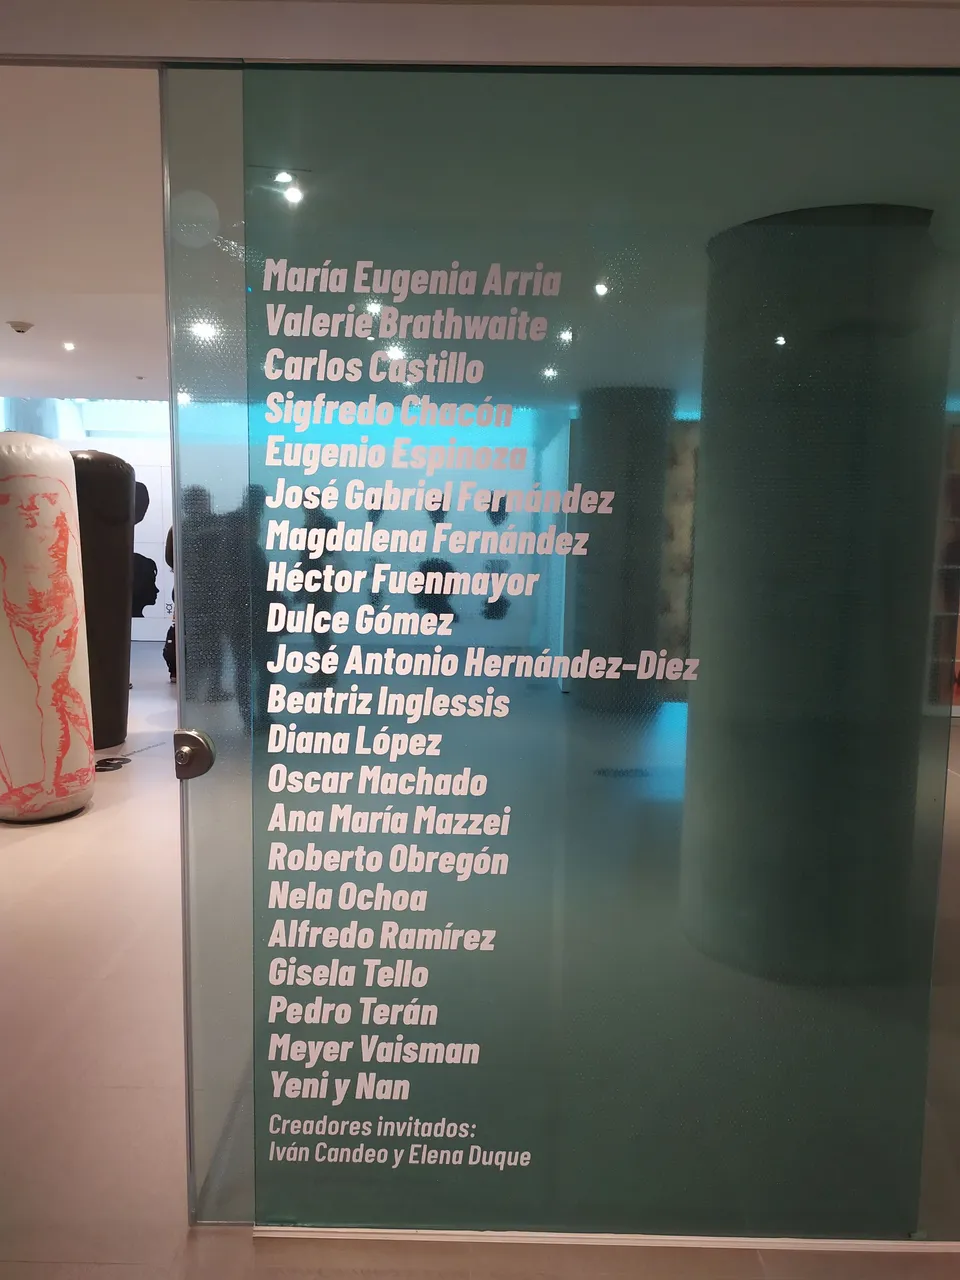 María Eugenia Arria
Valerie Brathwaite
Carlos Castillo
Sigfredo Chacón
Eugenio Espinoza
José Gabriel Fernández
Magdalena Fernández
Héctor Fuenmayor
Dulce Gómez
José Antonio Hernández-Diez
Beatriz Inglessis
Diana López
Oscar Machado
Ana María Mazzei
Roberto Obregón
Nela Ochoa
Alfredo Ramírez
Gisela Tello
Pedro Terán
Meyer Vaisman
Yeni y Nan
Creadores invitados:
Iván Candeo y Elena Duque